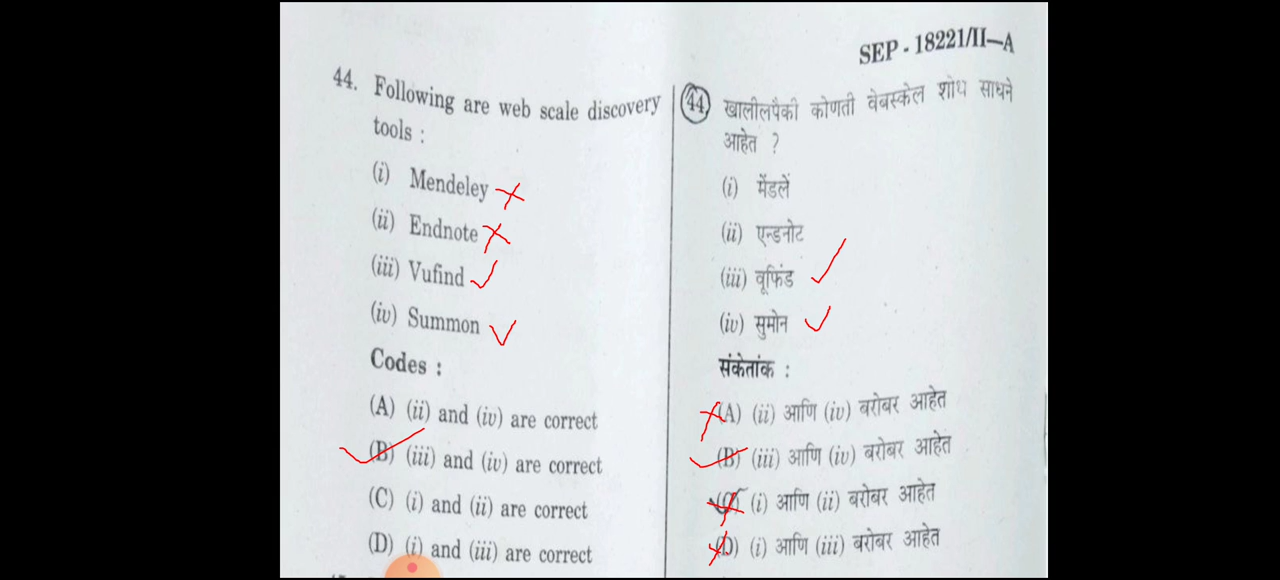 SEP - 18221/II—A
44. Following are web scale discovery
tools :
(i) Mendeley
(ii) Endnote
(iii) Vufind
(iv) Summon
Codes :
(A) (ii) and (iv) are correct
(B) (iii) and (iv) are correct
(C) (i) and (ii) are correct
(D) (i) and (iii) are correct
44. खालीलपैकी कोणती वेबस्केल शोध साधने
आहेत ?
(i) मेंडलें
(ii) एन्डनोट
(iii) वूफिंड
(iv) सुमोन
संकेतांक :
(A) (ii) आणि (iv) बरोबर आहेत
(B) (iii) आणि (iv) बरोबर आहेत
(C) (i) आणि (ii) बरोबर आहेत
(D) (i) आणि (iii) बरोबर आहेत